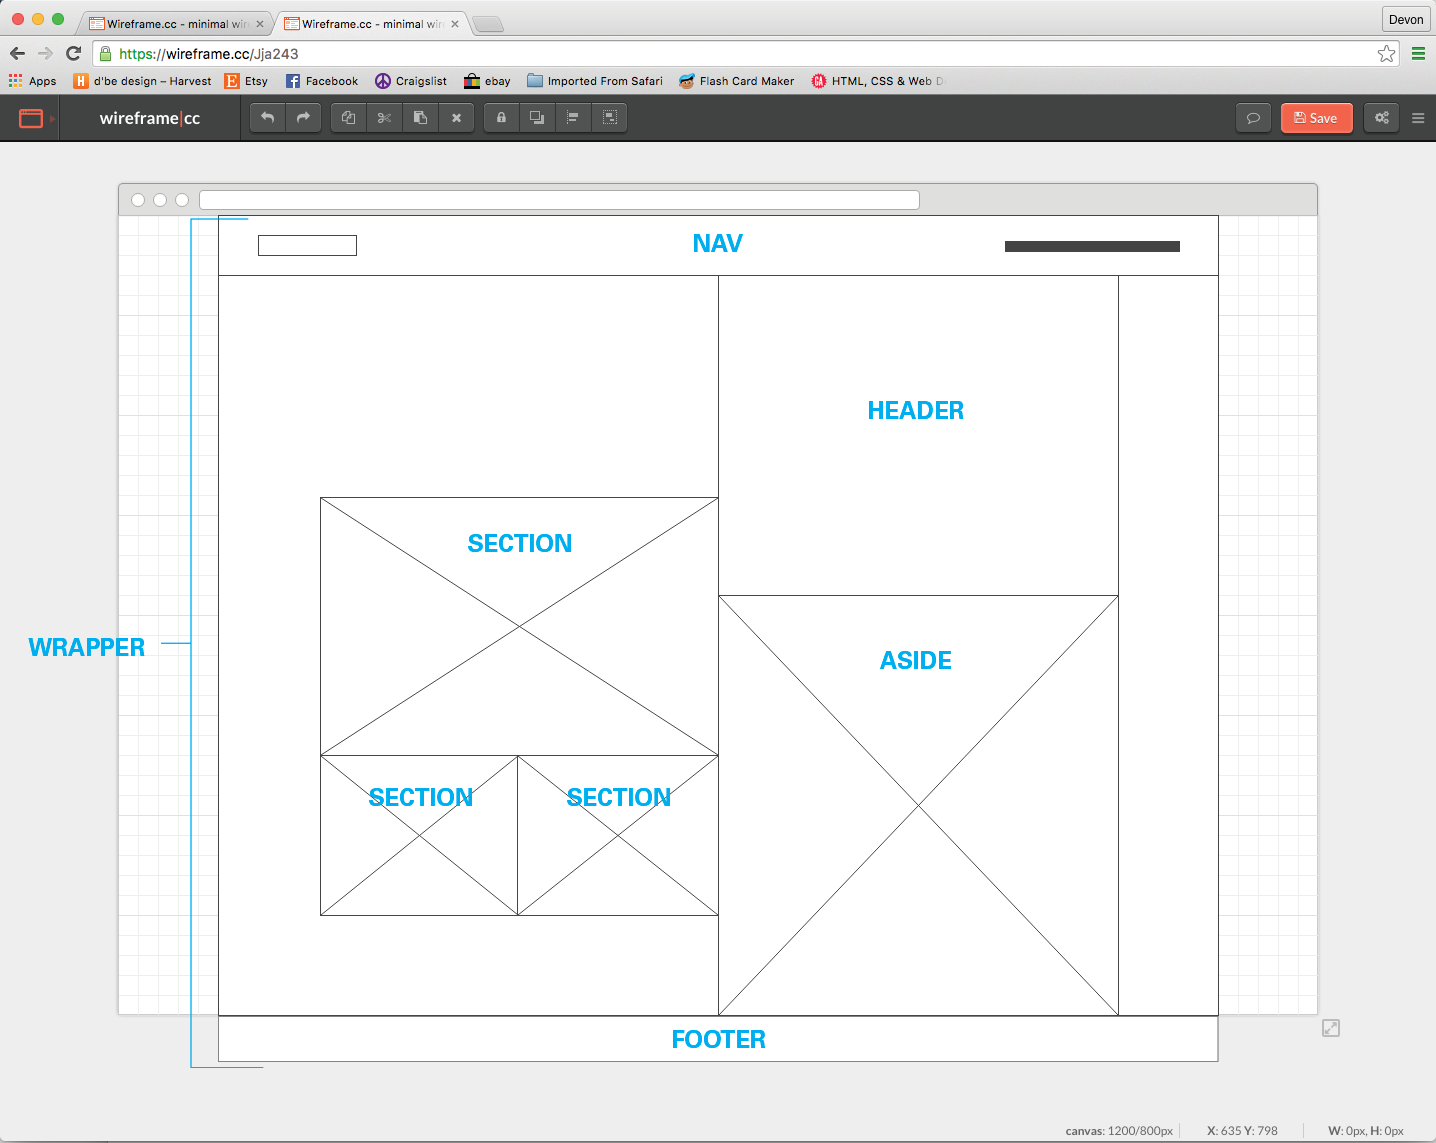 Wireframe.cc - minimal wir
Wireframe.cc - minimal wir
Devon
https://wireframe.cc/Jja243
Apps
d'be design – Harvest
Etsy
Facebook
Craigslist
ebay
Imported From Safari
Flash Card Maker
HTML, CSS & Web D
wireframe|cc
Save
NAV
HEADER
SECTION
WRAPPER
ASIDE
SECTION
SECTION
FOOTER
canvas: 1200/800px
X: 635 Y: 798
W: 0px, H: 0px